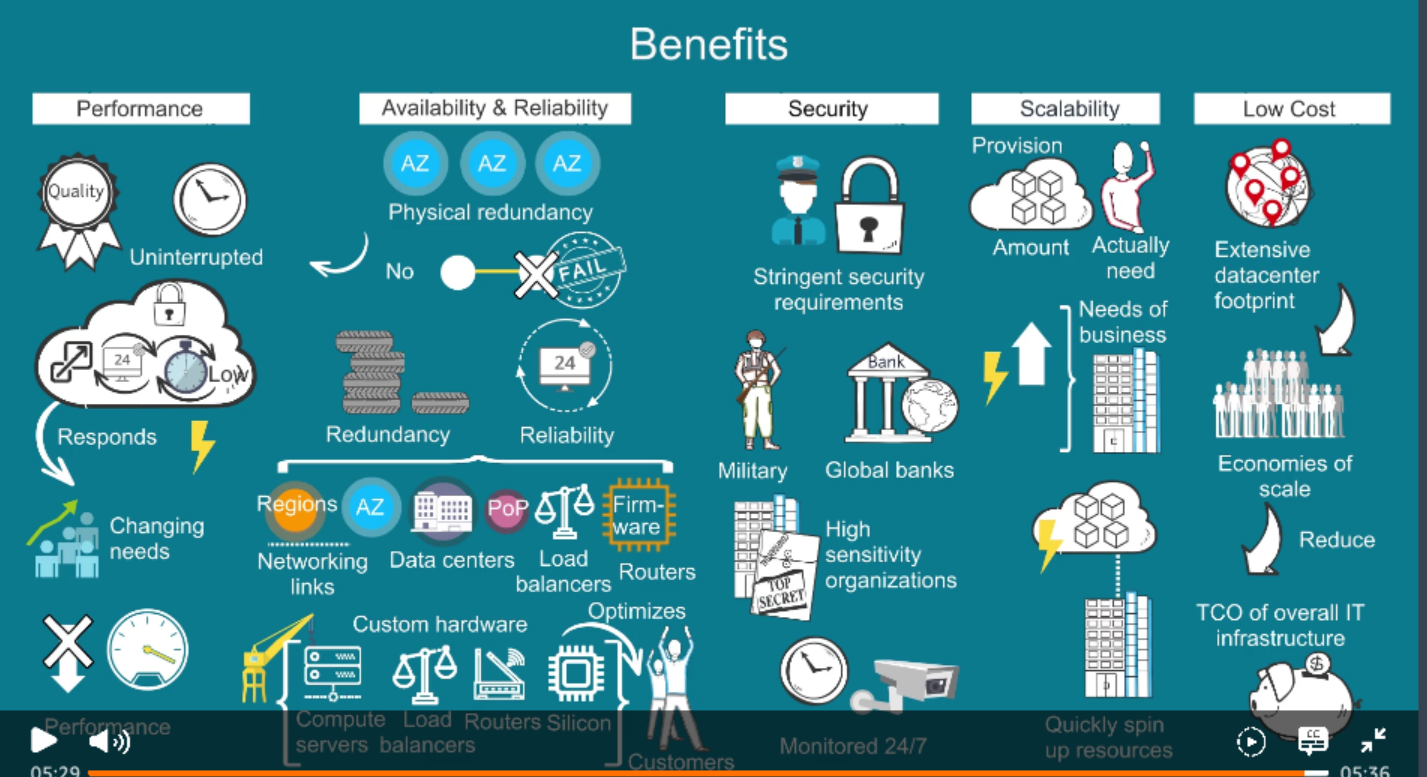 Benefits
Performance
Quality
Uninterrupted
24
Low
Responds
Changing
needs
Performance
Availability & Reliability
AZ AZ AZ
Physical redundancy
No
FAIL
24
Redundancy
Reliability
Regions
AZ
PoP
Firm-
ware
Networking
links
Data centers
Load
balancers
Routers
Optimizes
Custom hardware
Compute
servers
Load
balancers
Routers
Silicon
Customers
Security
Stringent security
requirements
Bank
Military
Global banks
TOP
SECRET
High
sensitivity
organizations
Monitored 24/7
Scalability
Provision
Amount
Actually
need
Needs of
business
Quickly spin
up resources
Low Cost
Extensive
datacenter
footprint
Economies of
scale
Reduce
TCO of overall IT
infrastructure
$
CC
05:29
05:36